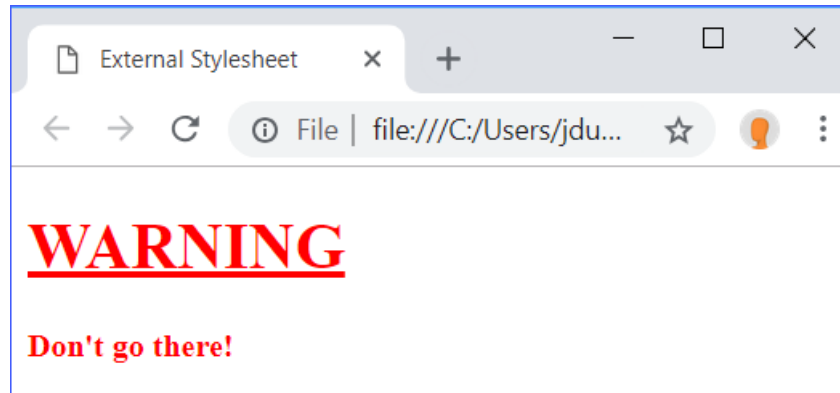 External Stylesheet
File | file:///C:/Users/jdu...
WARNING
Don't go there!